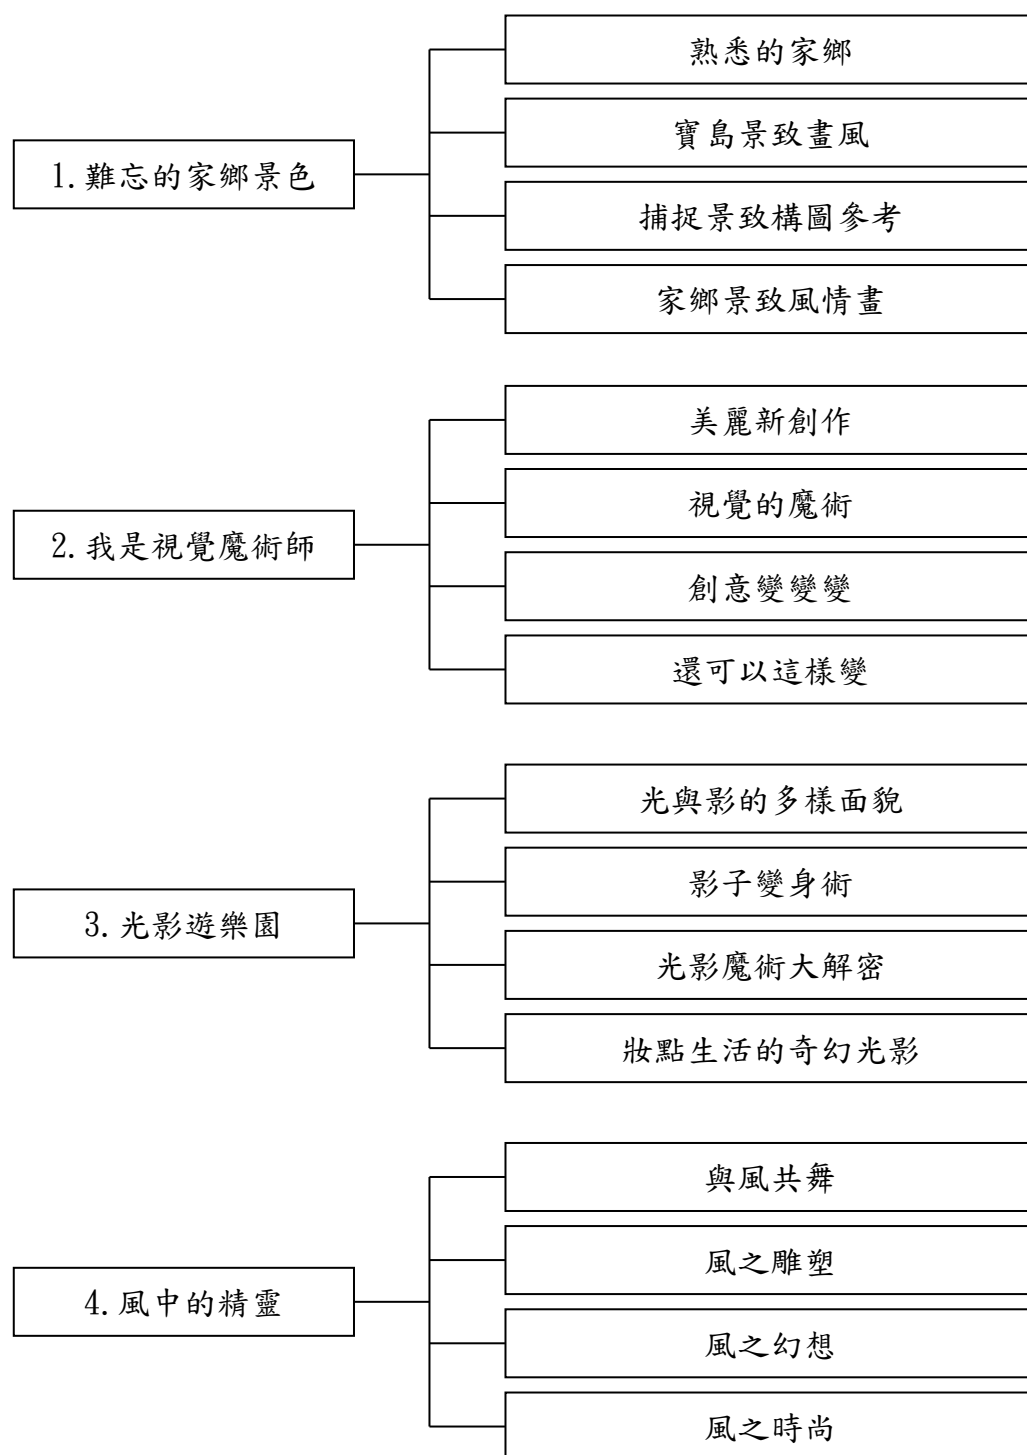 1.難忘的家鄉景色
熟悉的家鄉
寶島景致畫風
捕捉景致構圖參考
家鄉景致風情畫
2.我是視覺魔術師
美麗新創作
視覺的魔術
創意變變變
還可以這樣變
3.光影遊樂園
光與影的多樣面貌
影子變身術
光影魔術大解密
妝點生活的奇幻光影
4.風中的精靈
與風共舞
風之雕塑
風之幻想
風之時尚